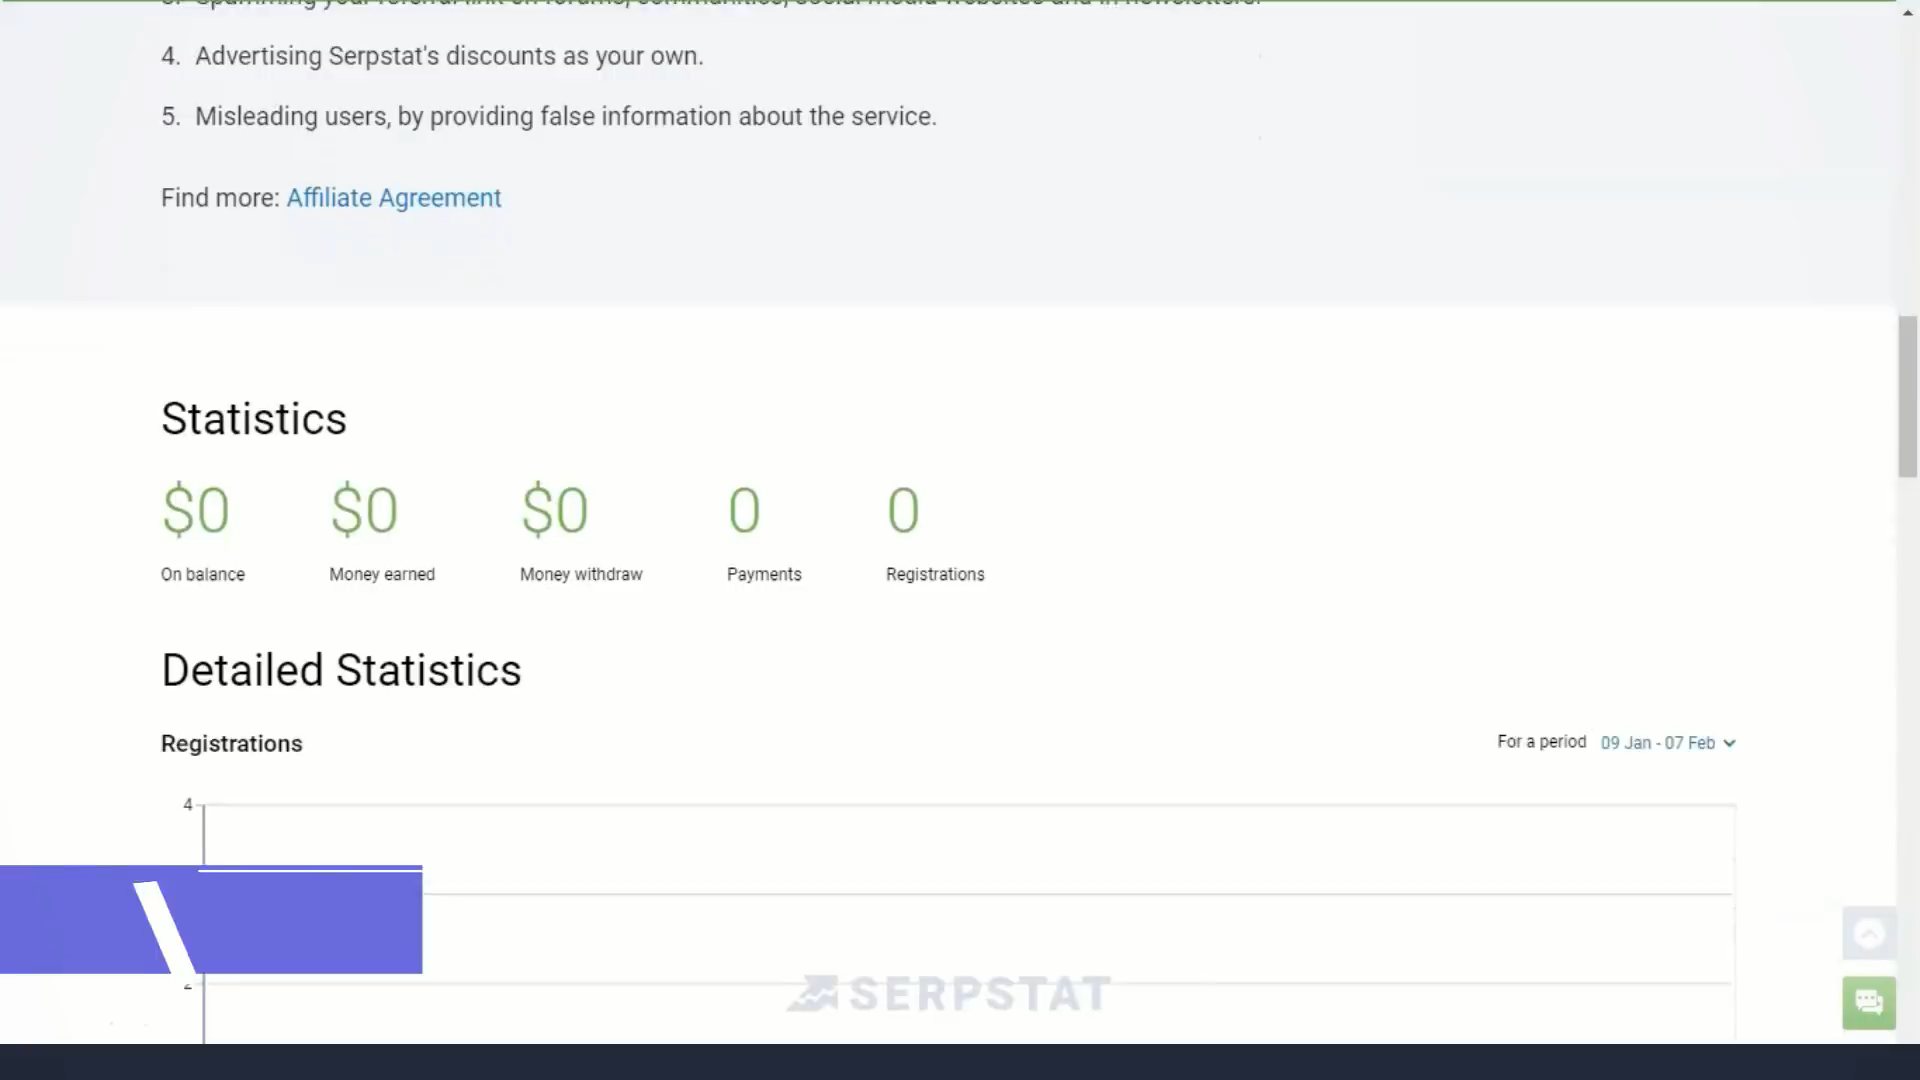 4. Advertising Serpstat's discounts as your own.
5. Misleading users, by providing false information about the service.
Find more: Affiliate Agreement
Statistics
$0 $0 $0 0 0
On balance Money earned Money withdraw Payments Registrations
Detailed Statistics
Registrations For a period 09 Jan - 07 Feb
4
SERPSTAT